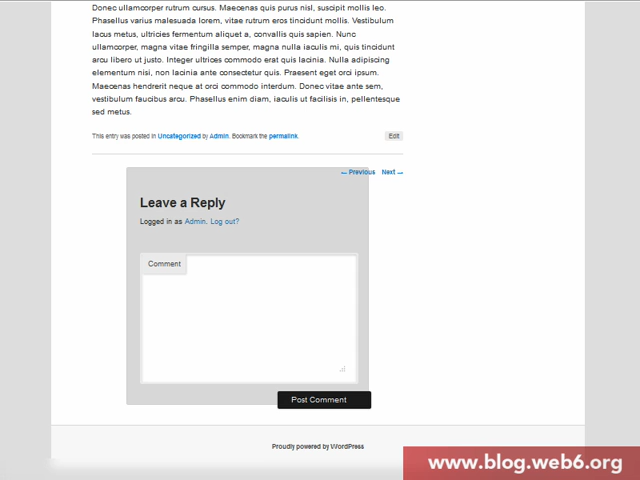 Donec ullamcorper rutrum cursus. Maecenas quis purus nisl, suscipit mollis leo.
Phasellus varius malesuada lorem, vitae rutrum eros tincidunt mollis. Vestibulum
lacus metus, ultricies fermentum aliquet a, convallis quis sapien. Nunc
ullamcorper, magna vitae fringilla semper, magna nulla iaculis mi, quis tincidunt
arcu libero ut justo. Integer ultrices commodo erat quis lacinia. Nulla adipiscing
elementum nisi, non lacinia ante consectetur quis. Praesent eget orci ipsum.
Maecenas hendrerit neque at orci commodo interdum. Donec vitae ante sem,
vestibulum faucibus arcu. Phasellus enim diam, iaculis ut facilisis in, pellentesque
sed metus.
This entry was posted in Uncategorized by Admin. Bookmark the permalink. Edit
← Previous Next →
Leave a Reply
Logged in as Admin. Log out?
Comment
Post Comment
Proudly powered by WordPress
www.blog.web6.org